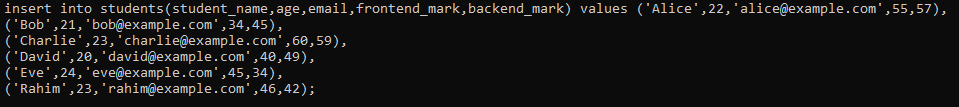 insert into students(student_name,age,email,frontend_mark,backend_mark) values ('Alice',22,'alice@example.com',55,57),
('Bob',21,'bob@example.com',34,45),
('Charlie',23,'charlie@example.com',60,59),
('David',20,'david@example.com',40,49),
('Eve',24,'eve@example.com',45,34),
('Rahim',23,'rahim@example.com',46,42);